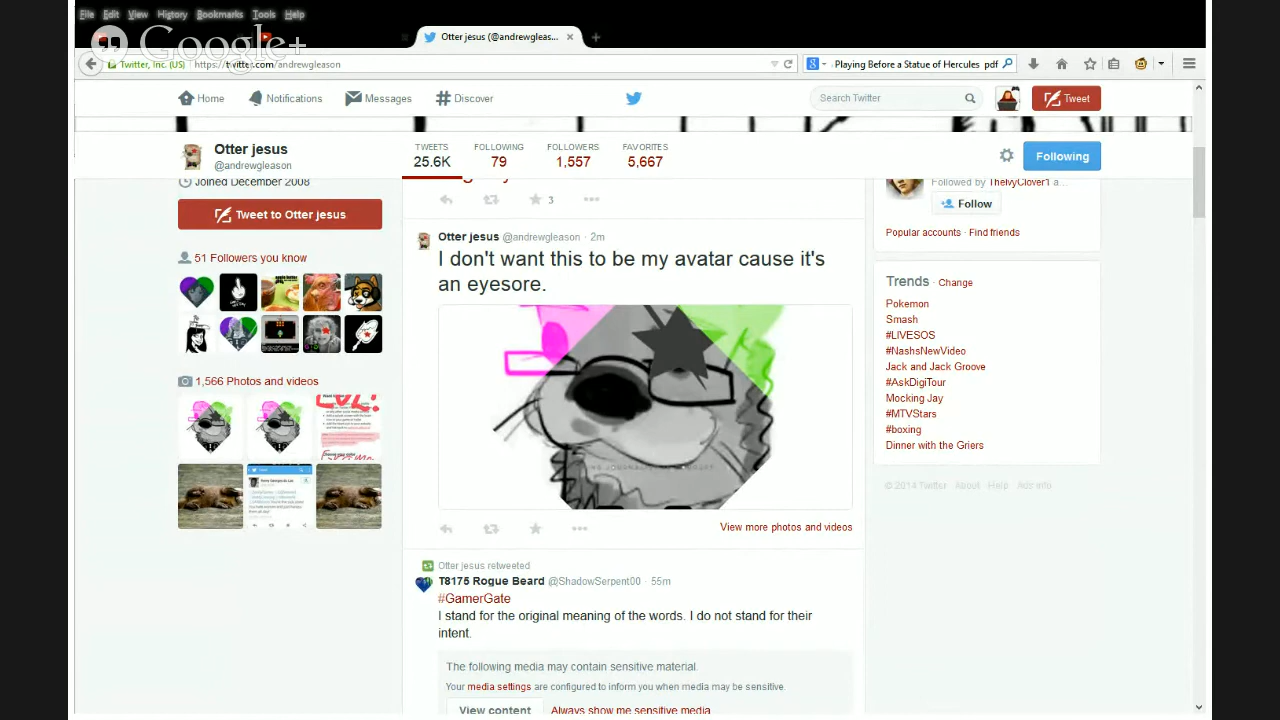 File Edit View History Bookmarks Tools Help
Google+
Otter jesus (@andrewgleas...
Twitter, Inc. (US) https://twitter.com/andrewgleason
Playing Before a Statue of Hercules pdf
Home Notifications Messages Discover
Search Twitter
Tweet
Otter jesus
@andrewgleason
TWEETS FOLLOWING FOLLOWERS FAVORITES
25.6K 79 1,557 5,667
Following
Joined December 2008
Tweet to Otter jesus
51 Followers you know
1,566 Photos and videos
3
Otter jesus @andrewgleason · 2m
I don't want this to be my avatar cause it's
an eyesore.
View more photos and videos
Otter jesus retweeted
T8175 Rogue Beard @ShadowSerpent00 · 55m
#GamerGate
I stand for the original meaning of the words. I do not stand for their
intent.
The following media may contain sensitive material.
Your media settings are configured to inform you when media may be sensitive.
View content Always show me sensitive media
Followed by TheIvyClover1 a...
Follow
Popular accounts · Find friends
Trends · Change
Pokemon
Smash
#LIVESOS
#NashsNewVideo
Jack and Jack Groove
#AskDigiTour
Mocking Jay
#MTVStars
#boxing
Dinner with the Griers
© 2014 Twitter About Help Ads info